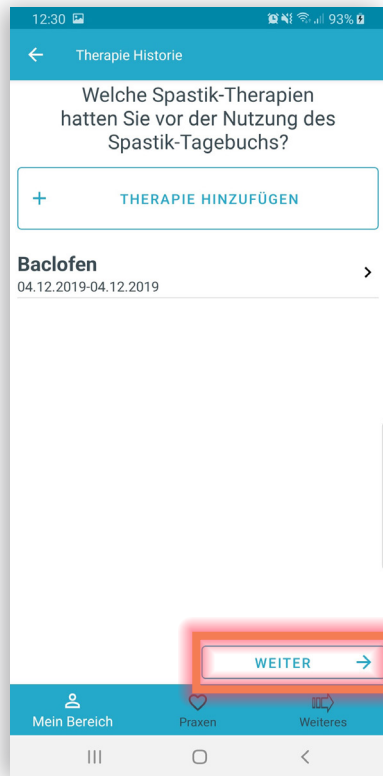 12:30 93%
Therapie Historie
Welche Spastik-Therapien
hatten Sie vor der Nutzung des
Spastik-Tagebuchs?
+ THERAPIE HINZUFÜGEN
Baclofen
04.12.2019-04.12.2019
WEITER →
Mein Bereich Praxen Weiteres